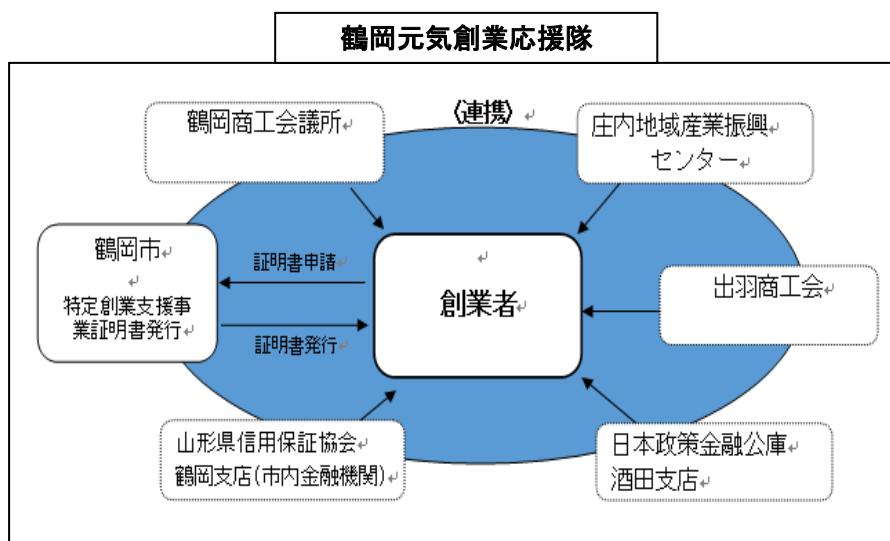 鶴岡元気創業応援隊
〈連携〉
鶴岡商工会議所
庄内地域産業振興
センター
鶴岡市
特定創業支援事
業証明書発行
証明書申請
証明書発行
創業者
出羽商工会
山形県信用保証協会
鶴岡支店(市内金融機関)
日本政策金融公庫
酒田支店